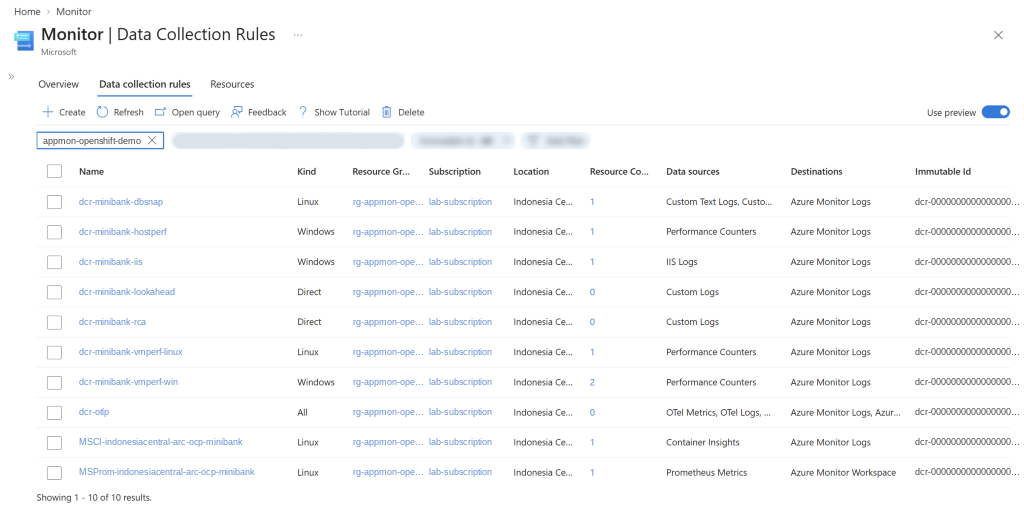 Home > Monitor
Monitor | Data Collection Rules ...
Microsoft
»
Overview Data collection rules Resources
Create Refresh Open query Feedback Show Tutorial Delete Use preview
appmon-openshift-demo
Name Kind Resource Gr... Subscription Location Resource Co... Data sources Destinations Immutable Id
dcr-minibank-dbsnap Linux rg-appmon-ope... lab-subscription Indonesia Ce... 1 Custom Text Logs, Custo... Azure Monitor Logs dcr-0000000000000000...
dcr-minibank-hostperf Windows rg-appmon-ope... lab-subscription Indonesia Ce... 1 Performance Counters Azure Monitor Logs dcr-0000000000000000...
dcr-minibank-iis Windows rg-appmon-ope... lab-subscription Indonesia Ce... 1 IIS Logs Azure Monitor Logs dcr-0000000000000000...
dcr-minibank-lookahead Direct rg-appmon-ope... lab-subscription Indonesia Ce... 0 Custom Logs Azure Monitor Logs dcr-0000000000000000...
dcr-minibank-rca Direct rg-appmon-ope... lab-subscription Indonesia Ce... 0 Custom Logs Azure Monitor Logs dcr-0000000000000000...
dcr-minibank-vmperf-linux Linux rg-appmon-ope... lab-subscription Indonesia Ce... 1 Performance Counters Azure Monitor Logs dcr-0000000000000000...
dcr-minibank-vmperf-win Windows rg-appmon-ope... lab-subscription Indonesia Ce... 2 Performance Counters Azure Monitor Logs dcr-0000000000000000...
dcr-otlp All rg-appmon-ope... lab-subscription Indonesia Ce... 0 OTel Metrics, OTel Logs, ... Azure Monitor Logs, Azur... dcr-0000000000000000...
MSCI-indonesiacentral-arc-ocp-minibank Linux rg-appmon-ope... lab-subscription Indonesia Ce... 1 Container Insights Azure Monitor Logs dcr-0000000000000000...
MSProm-indonesiacentral-arc-ocp-minibank Linux rg-appmon-ope... lab-subscription Indonesia Ce... 1 Prometheus Metrics Azure Monitor Workspace dcr-0000000000000000...
Showing 1 - 10 of 10 results.